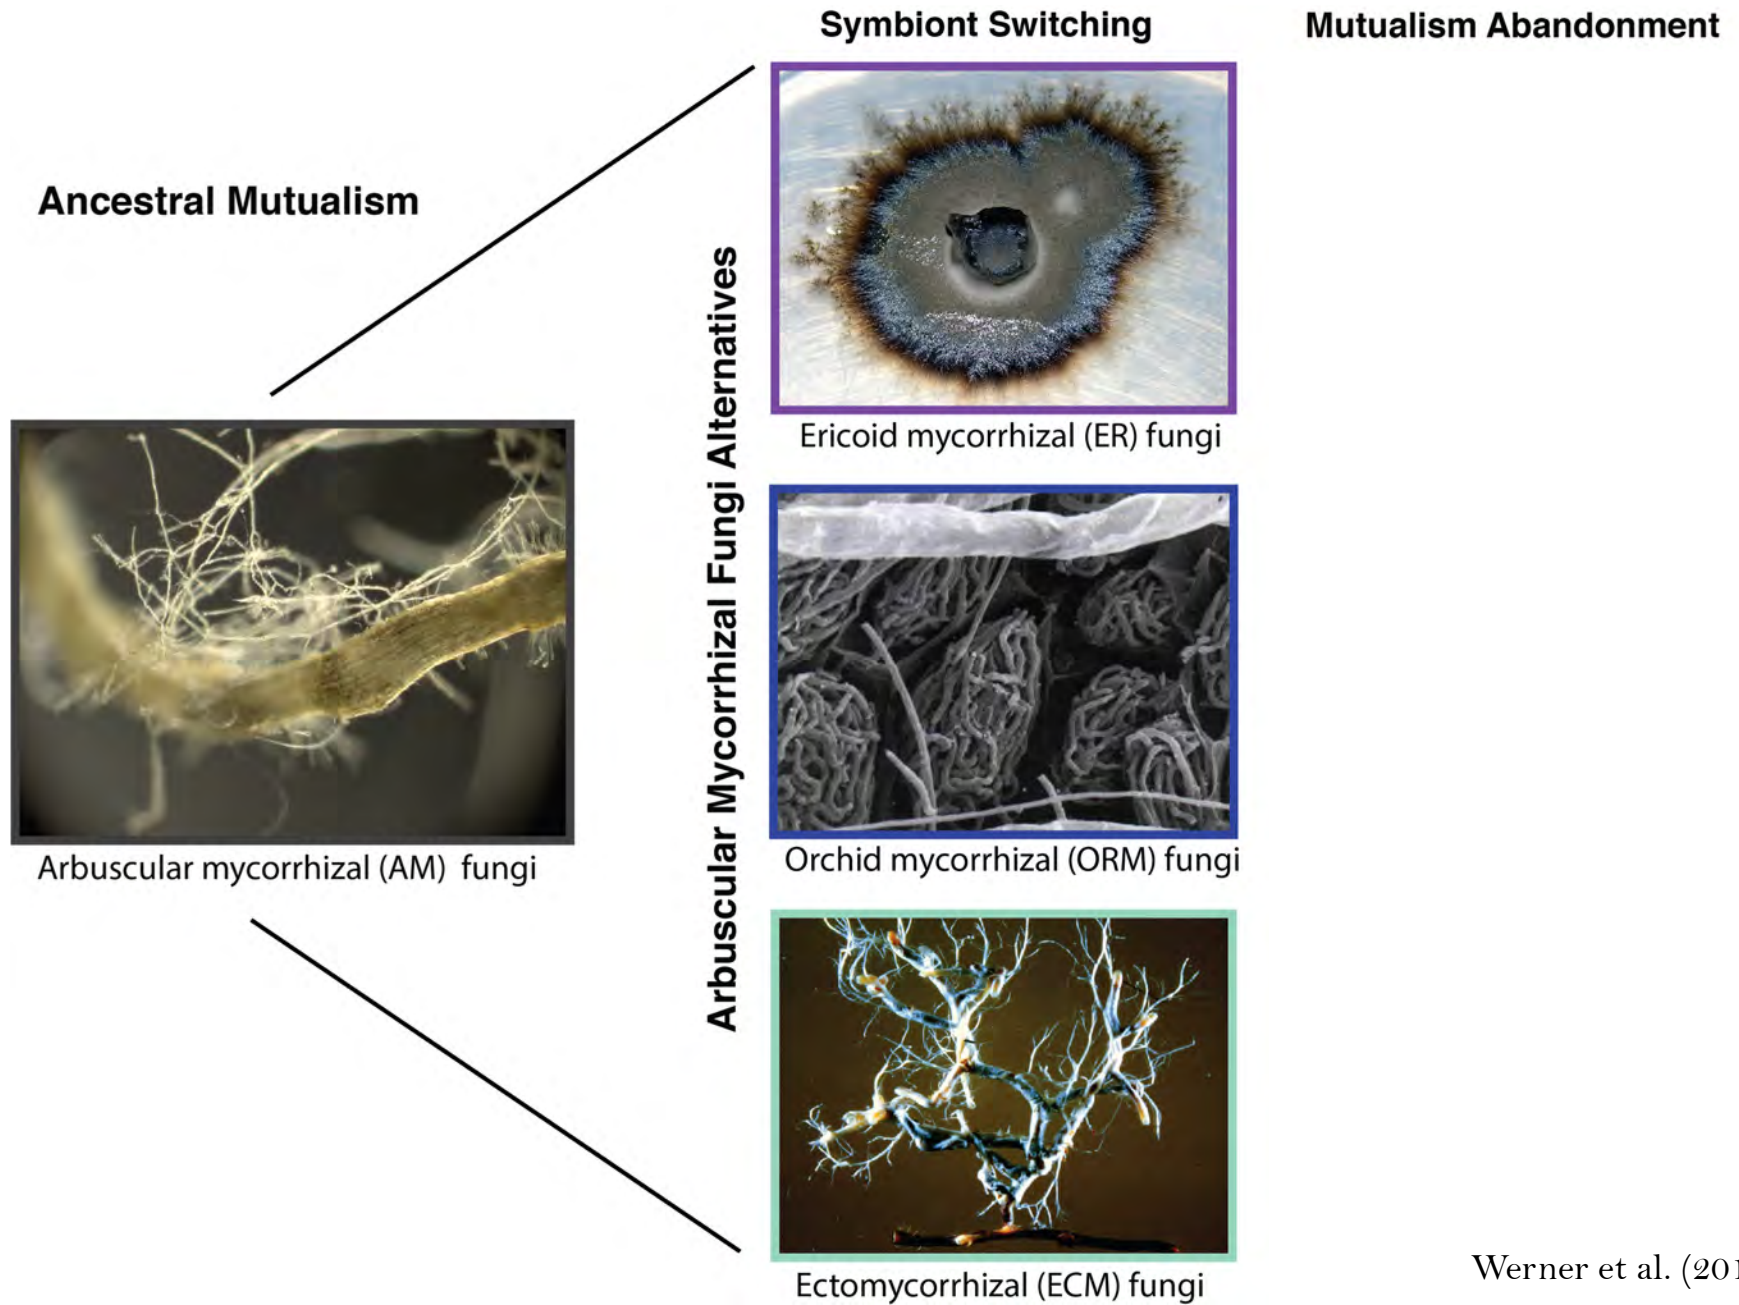 Symbiont Switching
Mutualism Abandonment
Ancestral Mutualism
Arbuscular Mycorrhizal Fungi Alternatives
Ericoid mycorrhizal (ER) fungi
Arbuscular mycorrhizal (AM) fungi
Orchid mycorrhizal (ORM) fungi
Ectomycorrhizal (ECM) fungi
Werner et al. (201